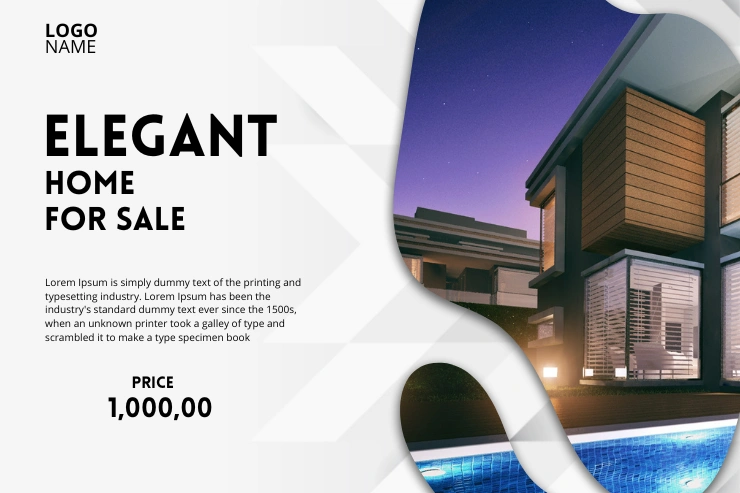 LOGO
NAME
ELEGANT
HOME
FOR SALE
Lorem Ipsum is simply dummy text of the printing and
typesetting industry. Lorem Ipsum has been the
industry's standard dummy text ever since the 1500s,
when an unknown printer took a galley of type and
scrambled it to make a type specimen book
PRICE
1,000,00